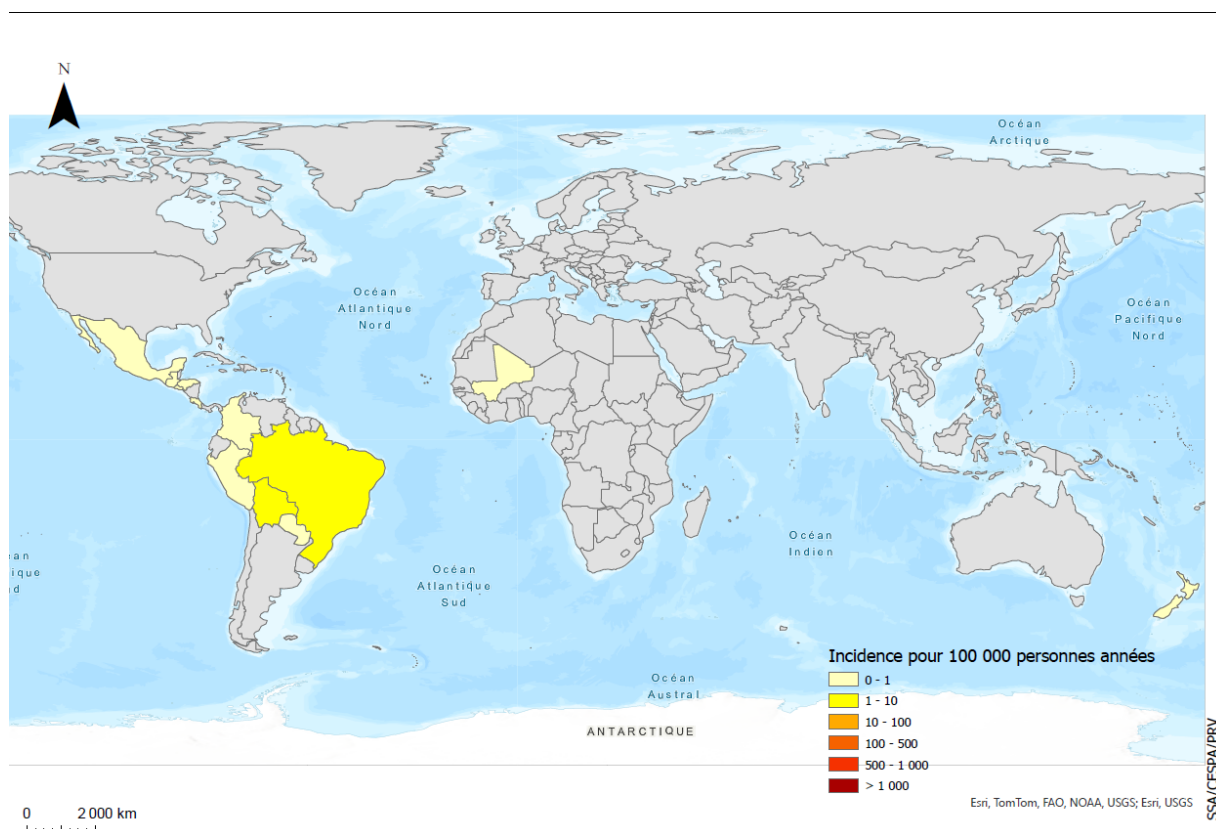 N
Océan
Arctique
Océan
Atlantique
Nord
Océan
Pacifique
Nord
Océan
Indien
Océan
Atlantique
Sud
an
ique
d
Océan
Austral
ANTARCTIQUE
Incidence pour 100 000 personnes années
0 - 1
1 - 10
10 - 100
100 - 500
500 - 1 000
> 1 000
Esri, TomTom, FAO, NOAA, USGS; Esri, USGS
SSA/CESPA/PRV
0 2 000 km